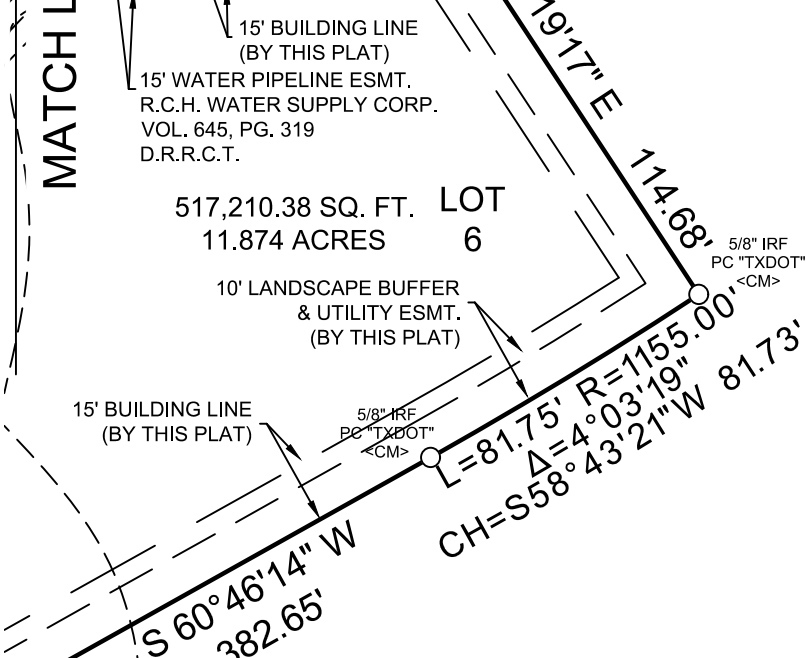 MATCH L
15' BUILDING LINE
(BY THIS PLAT)
15' WATER PIPELINE ESMT.
R.C.H. WATER SUPPLY CORP.
VOL. 645, PG. 319
D.R.R.C.T.
19'17" E 114.68'
517,210.38 SQ. FT.
11.874 ACRES
LOT
6
5/8" IRF
PC "TXDOT"
<CM>
10' LANDSCAPE BUFFER
& UTILITY ESMT.
(BY THIS PLAT)
15' BUILDING LINE
(BY THIS PLAT)
5/8" IRF
PC "TXDOT"
<CM>
L=81.75' R=1155.00'
Δ=4°03'19"
CH=S58°43'21"W 81.73'
S 60°46'14" W
382.65'